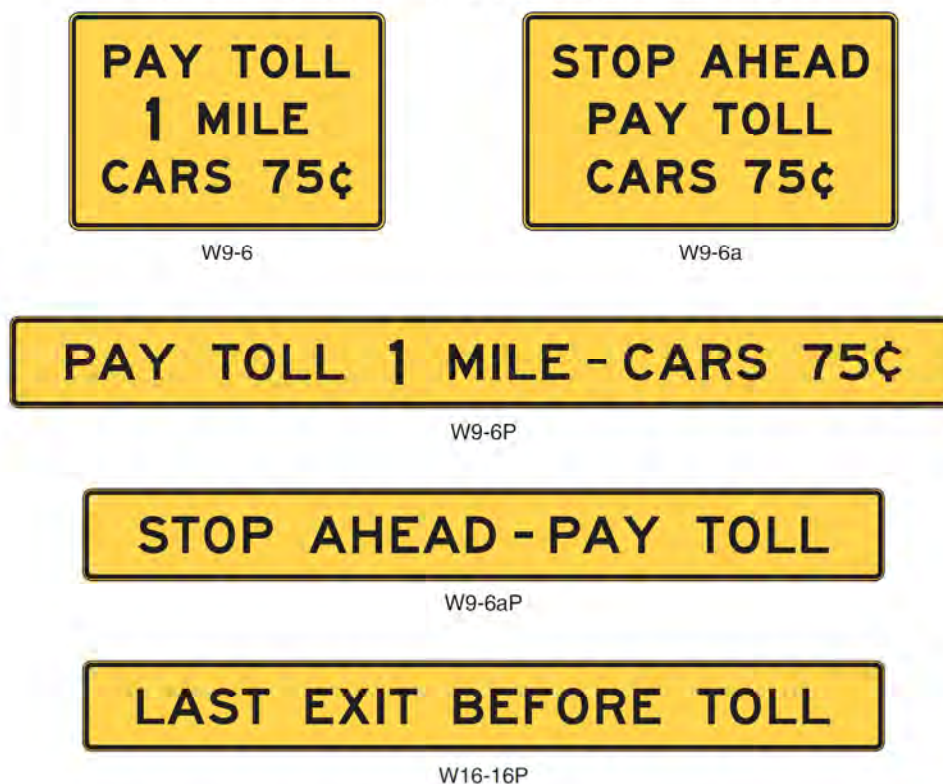 PAY TOLL
1 MILE
CARS 75¢
W9-6
STOP AHEAD
PAY TOLL
CARS 75¢
W9-6a
PAY TOLL 1 MILE - CARS 75¢
W9-6P
STOP AHEAD - PAY TOLL
W9-6aP
LAST EXIT BEFORE TOLL
W16-16P